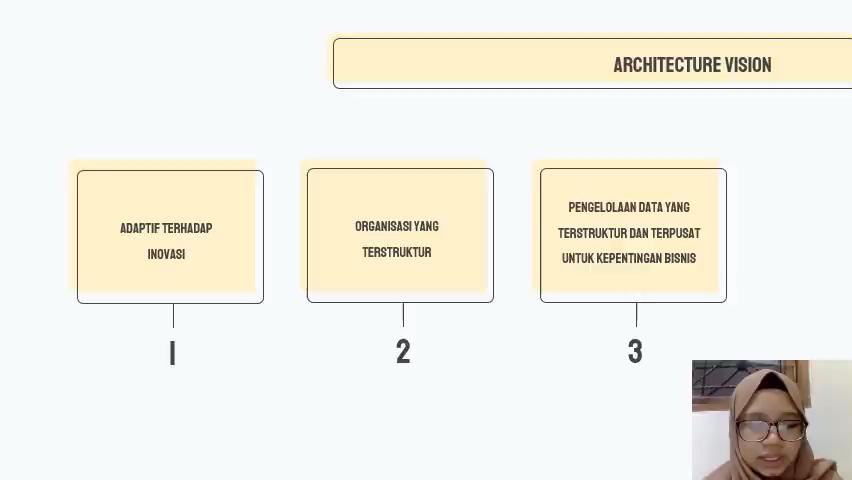 ARCHITECTURE VISION
ADAPTIF TERHADAP
INOVASI
ORGANISASI YANG
TERSTRUKTUR
PENGELOLAAN DATA YANG
TERSTRUKTUR DAN TERPUSAT
UNTUK KEPENTINGAN BISNIS
1
2
3